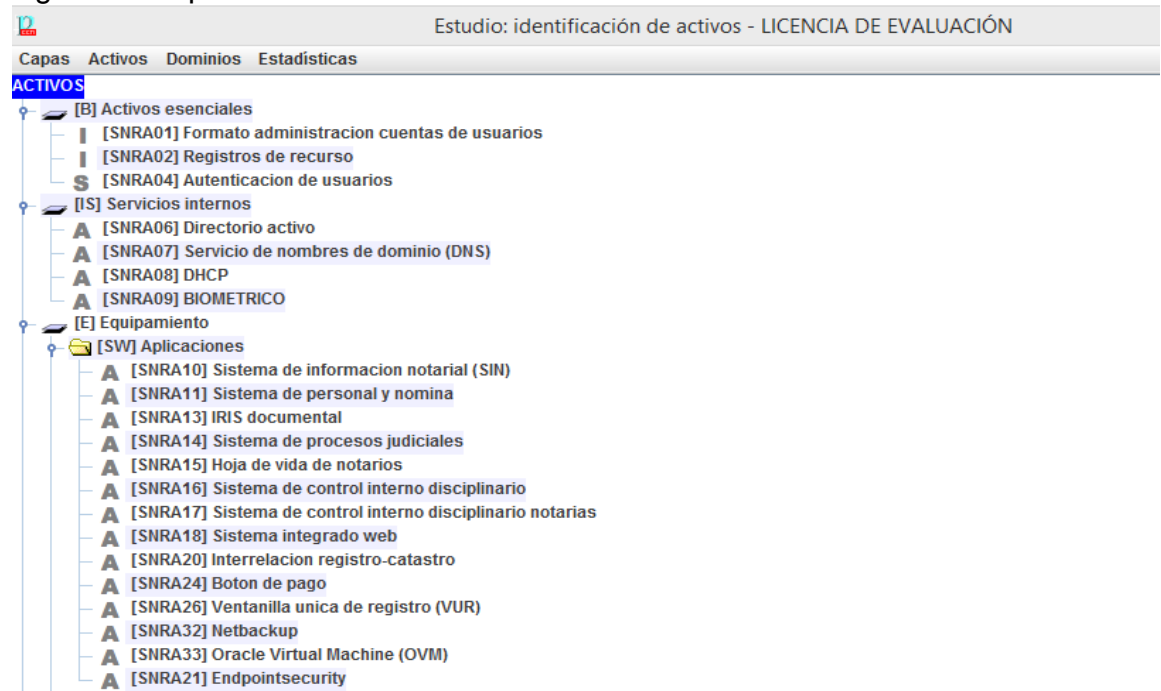 Estudio: identificación de activos - LICENCIA DE EVALUACIÓN
Capas Activos Dominios Estadísticas
ACTIVOS
[B] Activos esenciales
I [SNRA01] Formato administracion cuentas de usuarios
I [SNRA02] Registros de recurso
S [SNRA04] Autenticacion de usuarios
[IS] Servicios internos
A [SNRA06] Directorio activo
A [SNRA07] Servicio de nombres de dominio (DNS)
A [SNRA08] DHCP
A [SNRA09] BIOMETRICO
[E] Equipamiento
[SW] Aplicaciones
A [SNRA10] Sistema de informacion notarial (SIN)
A [SNRA11] Sistema de personal y nomina
A [SNRA13] IRIS documental
A [SNRA14] Sistema de procesos judiciales
A [SNRA15] Hoja de vida de notarios
A [SNRA16] Sistema de control interno disciplinario
A [SNRA17] Sistema de control interno disciplinario notarias
A [SNRA18] Sistema integrado web
A [SNRA20] Interrelacion registro-catastro
A [SNRA24] Boton de pago
A [SNRA26] Ventanilla unica de registro (VUR)
A [SNRA32] Netbackup
A [SNRA33] Oracle Virtual Machine (OVM)
A [SNRA21] Endpointsecurity